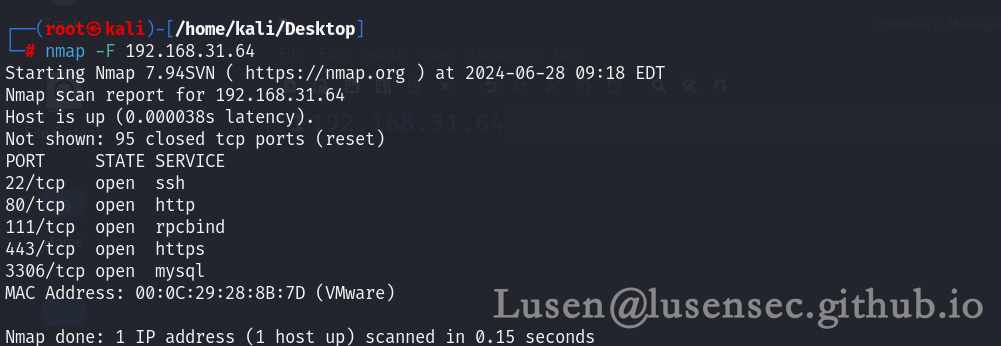 ┌──(root㉿kali)-[/home/kali/Desktop]
└─# nmap -F 192.168.31.64
Starting Nmap 7.94SVN ( https://nmap.org ) at 2024-06-28 09:18 EDT
Nmap scan report for 192.168.31.64
Host is up (0.000038s latency).
Not shown: 95 closed tcp ports (reset)
PORT     STATE SERVICE
22/tcp   open  ssh
80/tcp   open  http
111/tcp  open  rpcbind
443/tcp  open  https
3306/tcp open  mysql
MAC Address: 00:0C:29:28:8B:7D (VMware)
Lusen@lusensec.github.io
Nmap done: 1 IP address (1 host up) scanned in 0.15 seconds